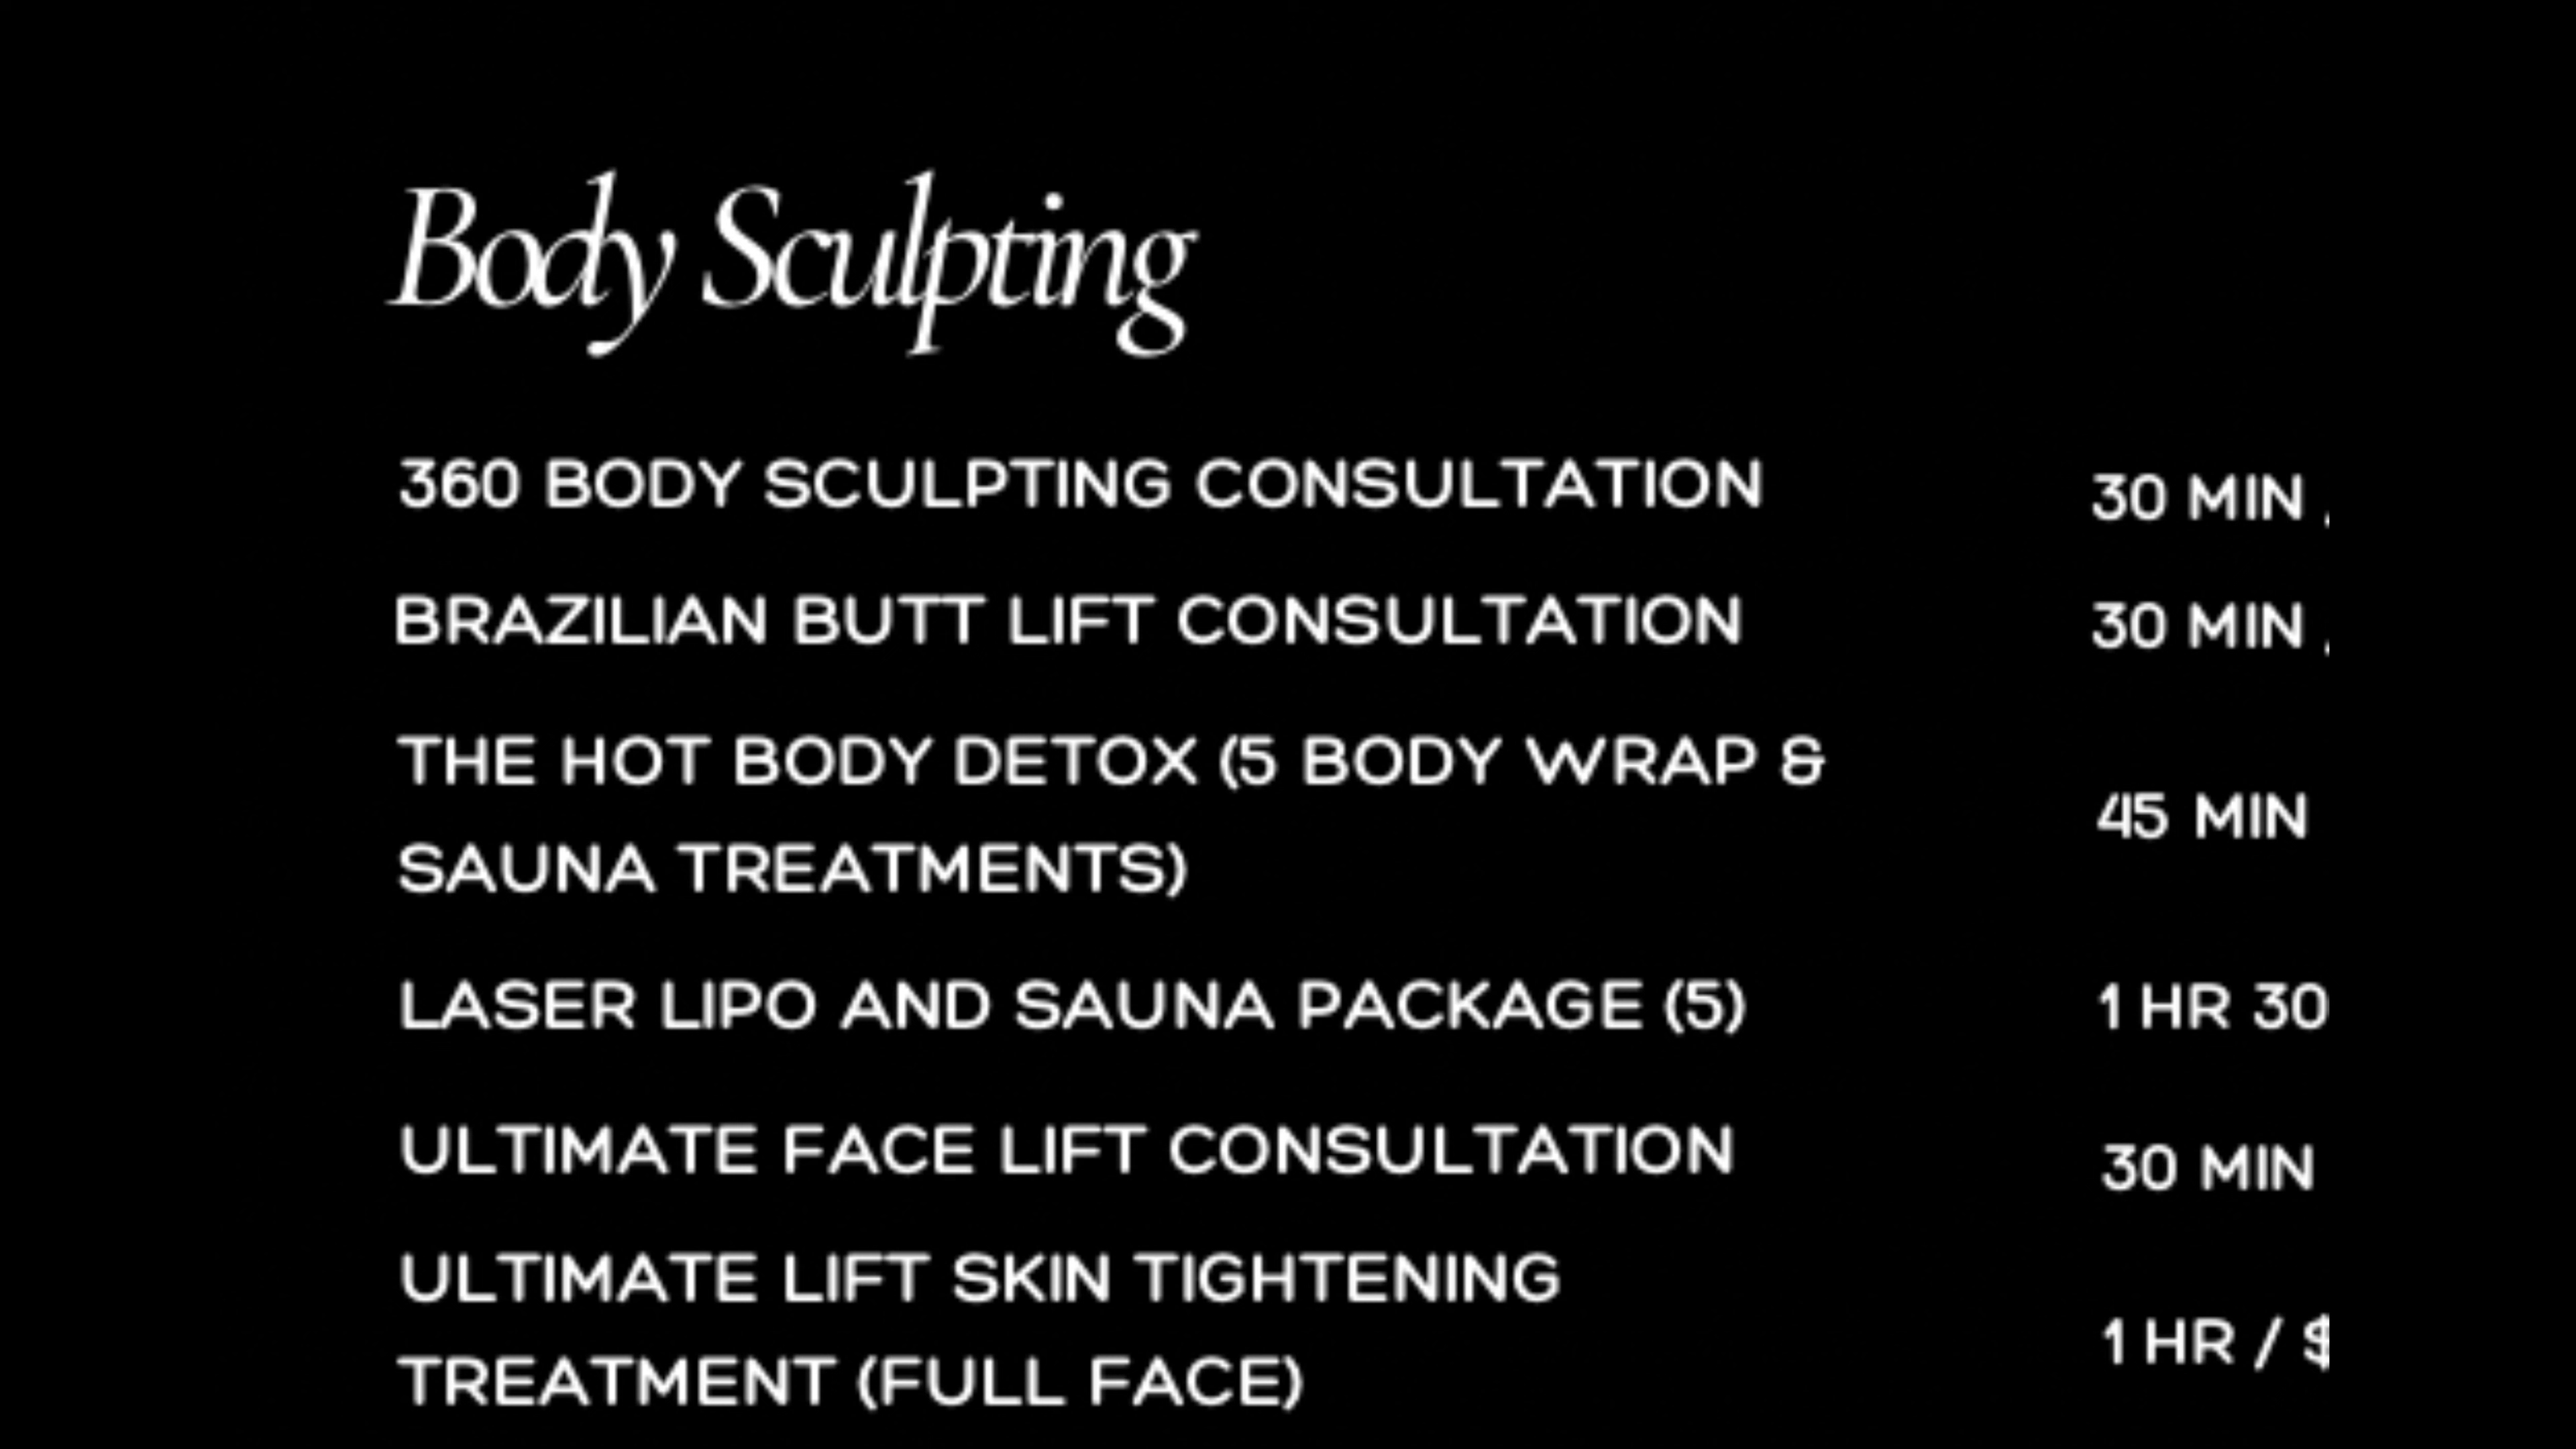 Body Sculpting
360 BODY SCULPTING CONSULTATION 30 MIN
BRAZILIAN BUTT LIFT CONSULTATION 30 MIN
THE HOT BODY DETOX (5 BODY WRAP &
45 MIN
SAUNA TREATMENTS)
LASER LIPO AND SAUNA PACKAGE (5) 1 HR 30
ULTIMATE FACE LIFT CONSULTATION 30 MIN
ULTIMATE LIFT SKIN TIGHTENING
1 HR / $
TREATMENT (FULL FACE)